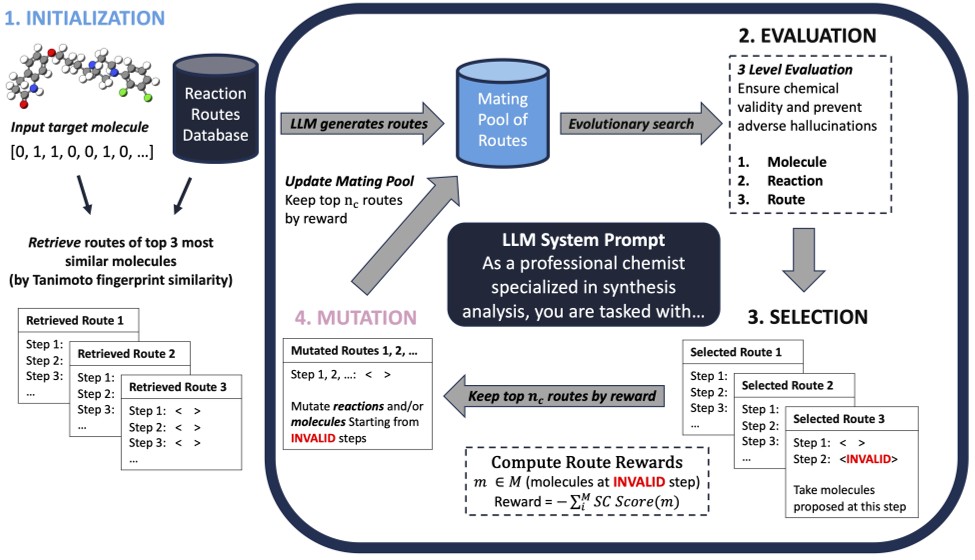 1. INITIALIZATION
Input target molecule
[0, 1, 1, 0, 0, 1, 0, ...]
Reaction
Routes
Database
Retrieve routes of top 3 most
similar molecules
(by Tanimoto fingerprint similarity)
Retrieved Route 1
Step 1:
Step 2:
Step 3:
...
Retrieved Route 2
Step 1:
Step 2:
Step 3:
...
Retrieved Route 3
Step 1: < >
Step 2: < >
Step 3: < >
...
LLM generates routes
Mating
Pool of
Routes
Evolutionary search
2. EVALUATION
3 Level Evaluation
Ensure chemical
validity and prevent
adverse hallucinations
1. Molecule
2. Reaction
3. Route
Update Mating Pool
Keep top n_c routes
by reward
LLM System Prompt
As a professional chemist
specialized in synthesis
analysis, you are tasked with...
3. SELECTION
Selected Route 1
Step 1:
Step 2:
Step 3:
...
Selected Route 2
Step 1:
Step 2:
Step 3:
...
Selected Route 3
Step 1: < >
Step 2: <INVALID>
Take molecules
proposed at this step
Keep top n_c routes by reward
4. MUTATION
Mutated Routes 1, 2, ...
Step 1, 2, ...: < >
Mutate reactions and/or
molecules Starting from
INVALID steps
Compute Route Rewards
m ∈ M (molecules at INVALID step)
Reward = −∑_i^M SC Score(m)